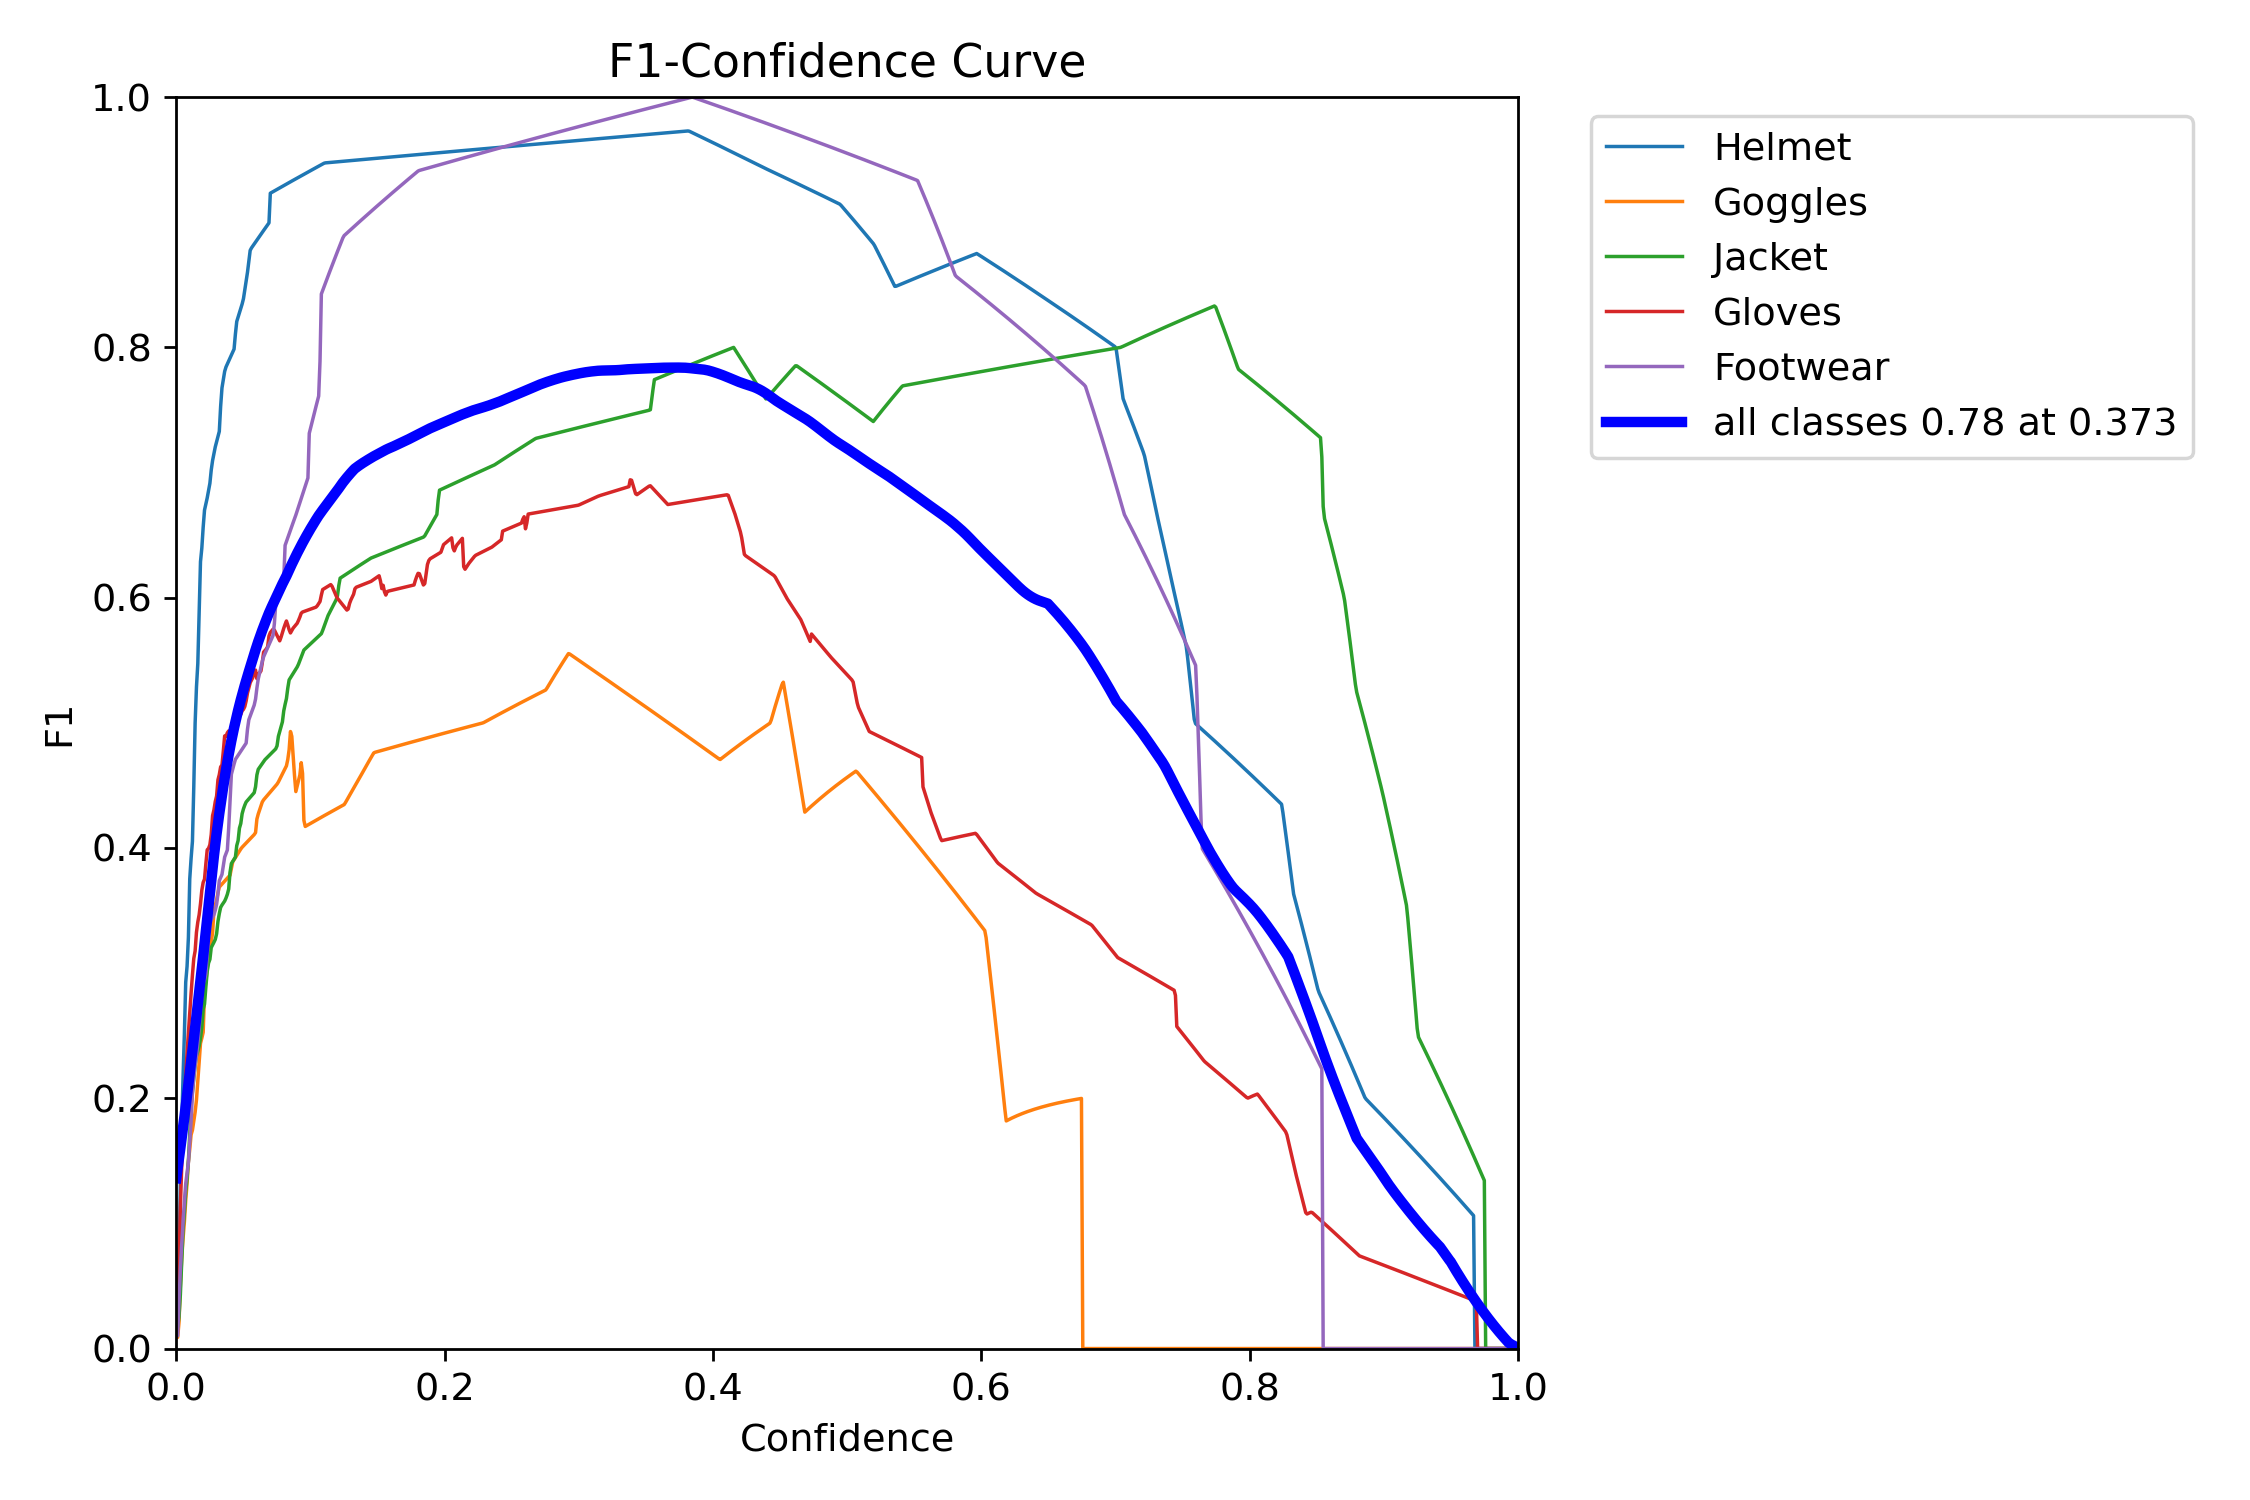 F1-Confidence Curve
1.0
0.8
0.6
0.4
0.2
0.0
F1
0.0 0.2 0.4 0.6 0.8 1.0
Confidence
Helmet
Goggles
Jacket
Gloves
Footwear
all classes 0.78 at 0.373